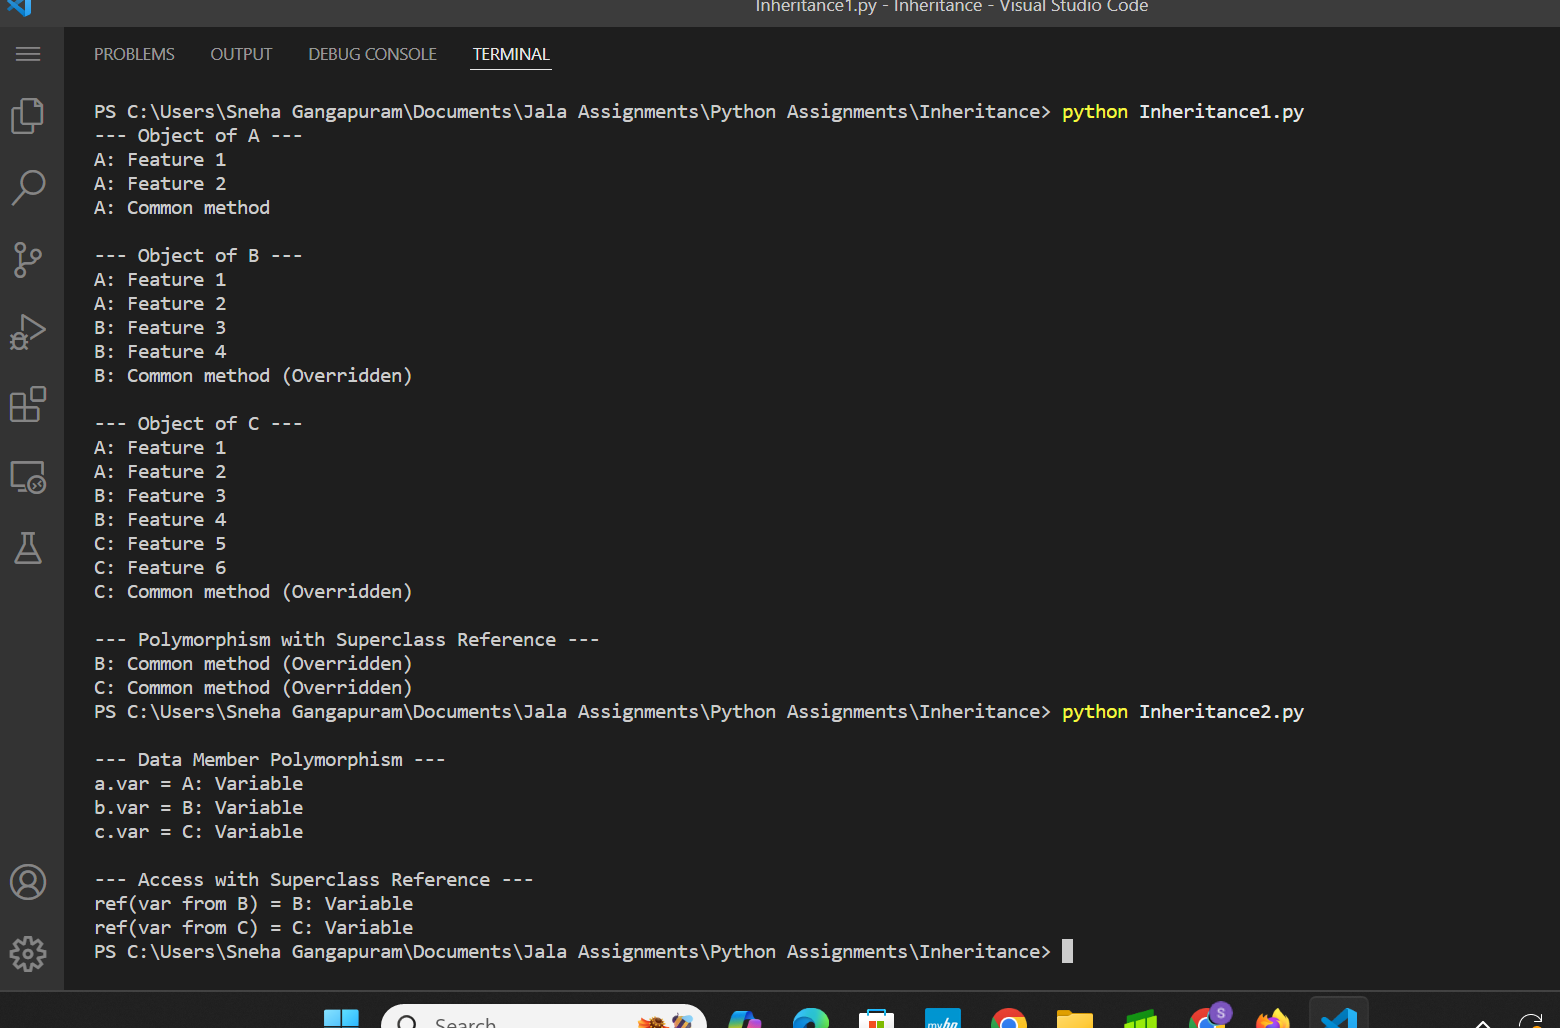 Inheritance1.py - Inheritance - Visual Studio Code
PROBLEMS OUTPUT DEBUG CONSOLE TERMINAL
PS C:\Users\Sneha Gangapuram\Documents\Jala Assignments\Python Assignments\Inheritance> python Inheritance1.py
--- Object of A ---
A: Feature 1
A: Feature 2
A: Common method
--- Object of B ---
A: Feature 1
A: Feature 2
B: Feature 3
B: Feature 4
B: Common method (Overridden)
--- Object of C ---
A: Feature 1
A: Feature 2
B: Feature 3
B: Feature 4
C: Feature 5
C: Feature 6
C: Common method (Overridden)
--- Polymorphism with Superclass Reference ---
B: Common method (Overridden)
C: Common method (Overridden)
PS C:\Users\Sneha Gangapuram\Documents\Jala Assignments\Python Assignments\Inheritance> python Inheritance2.py
--- Data Member Polymorphism ---
a.var = A: Variable
b.var = B: Variable
c.var = C: Variable
--- Access with Superclass Reference ---
ref(var from B) = B: Variable
ref(var from C) = C: Variable
PS C:\Users\Sneha Gangapuram\Documents\Jala Assignments\Python Assignments\Inheritance>
Search myhp S